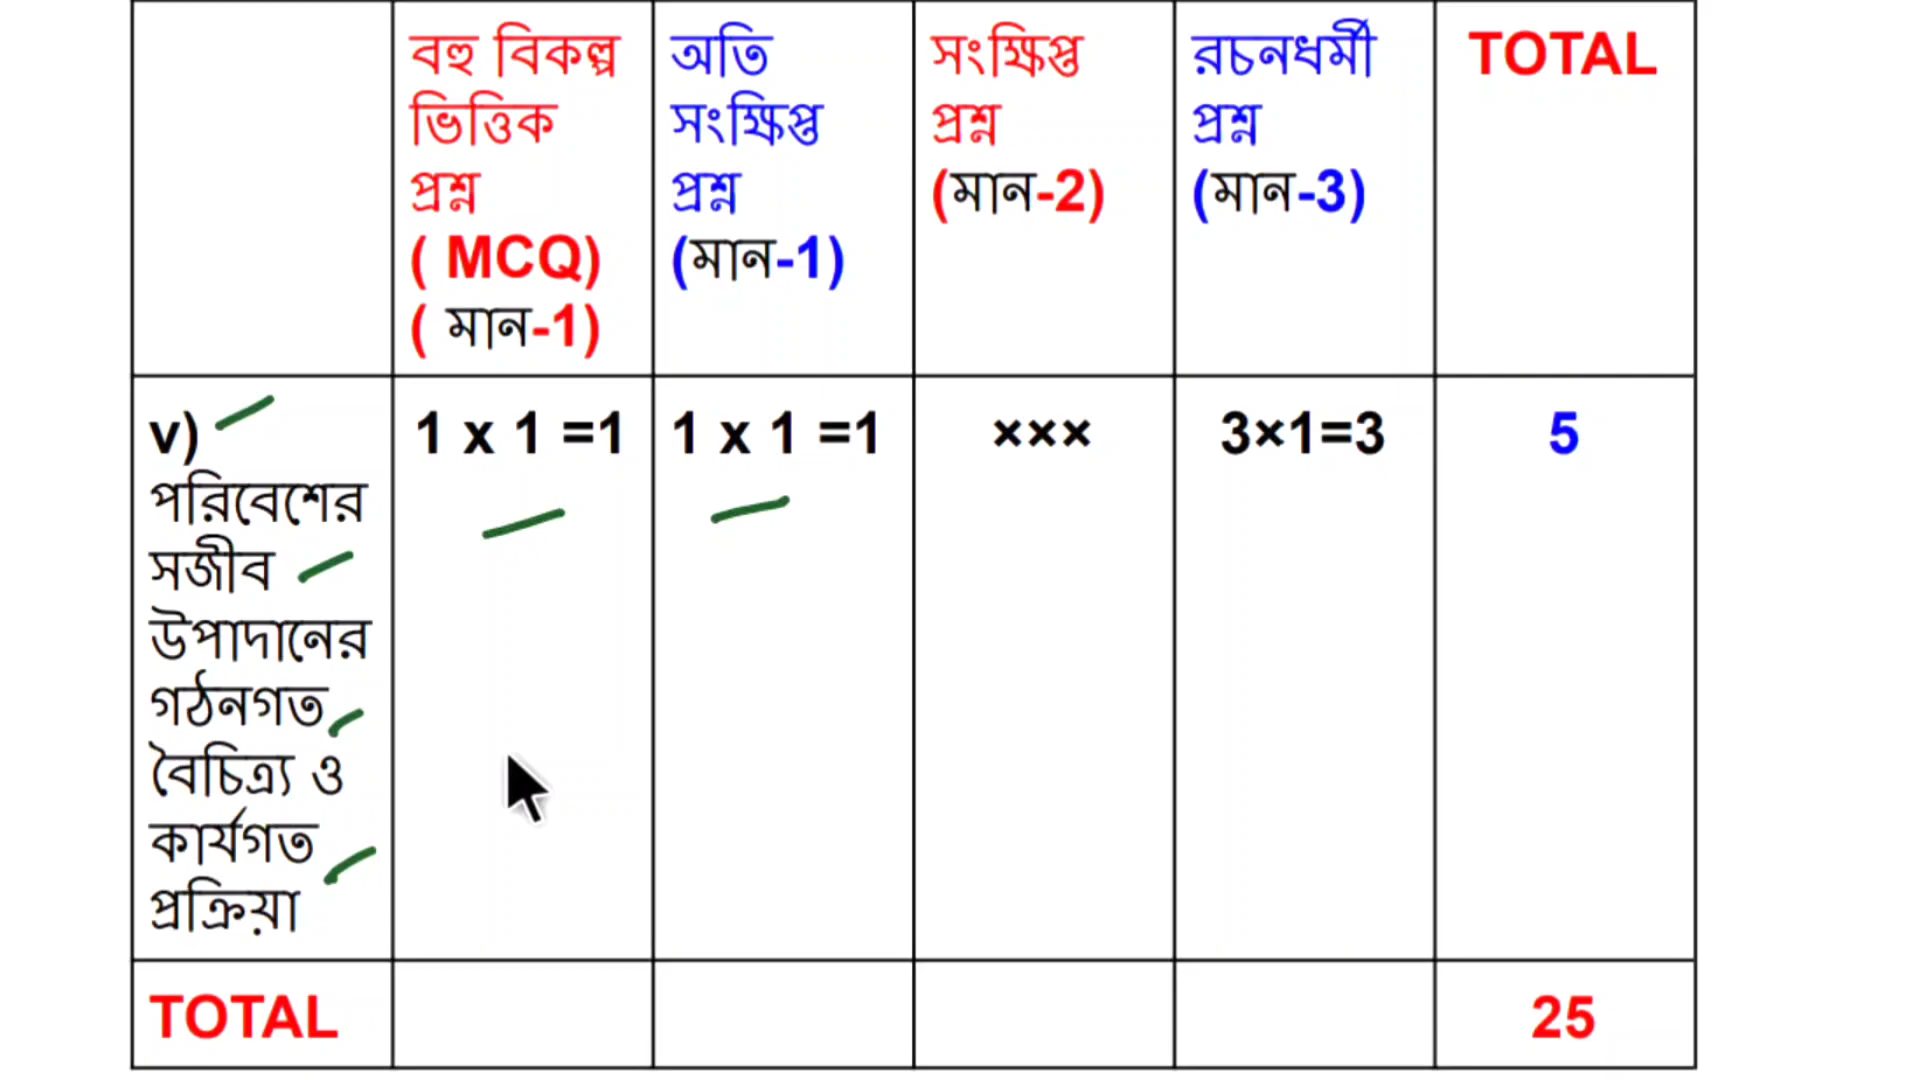 বহু বিকল্প
ভিত্তিক
প্রশ্ন
( MCQ)
( মান-1)
অতি
সংক্ষিপ্ত
প্রশ্ন
(মান-1)
সংক্ষিপ্ত
প্রশ্ন
(মান-2)
রচনধর্মী
প্রশ্ন
(মান-3)
TOTAL
v)
পরিবেশের
সজীব
উপাদানের
গঠনগত
বৈচিত্র্য ও
কার্যগত
প্রক্রিয়া
1 x 1 =1
1 x 1 =1
×××
3×1=3
5
TOTAL
25